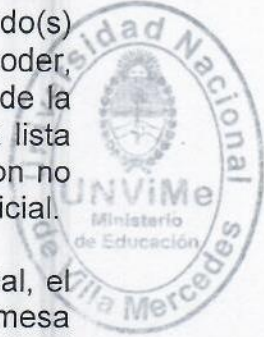 do(s)
oder,
de la
lista
on no
icial.
al, el
mesa
Universidad Nacional
de Villa Mercedes
UNViMe
Ministerio
de Educación